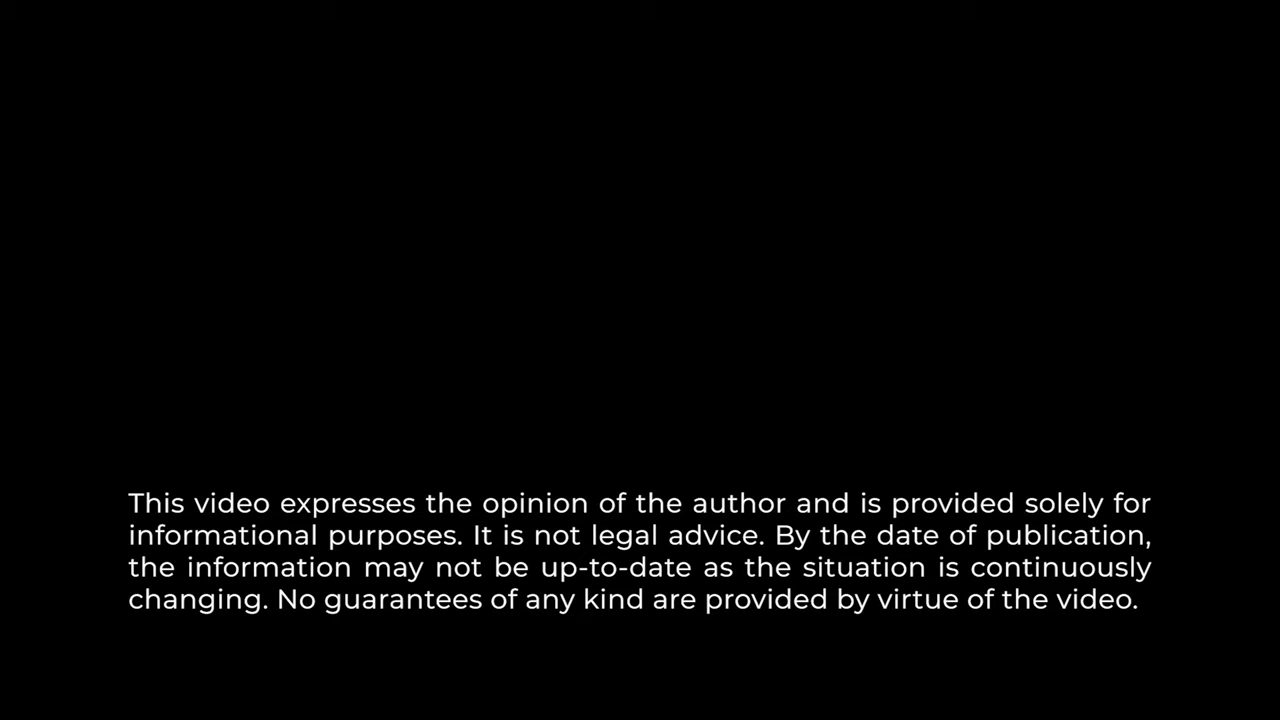 This video expresses the opinion of the author and is provided solely for
informational purposes. It is not legal advice. By the date of publication,
the information may not be up-to-date as the situation is continuously
changing. No guarantees of any kind are provided by virtue of the video.